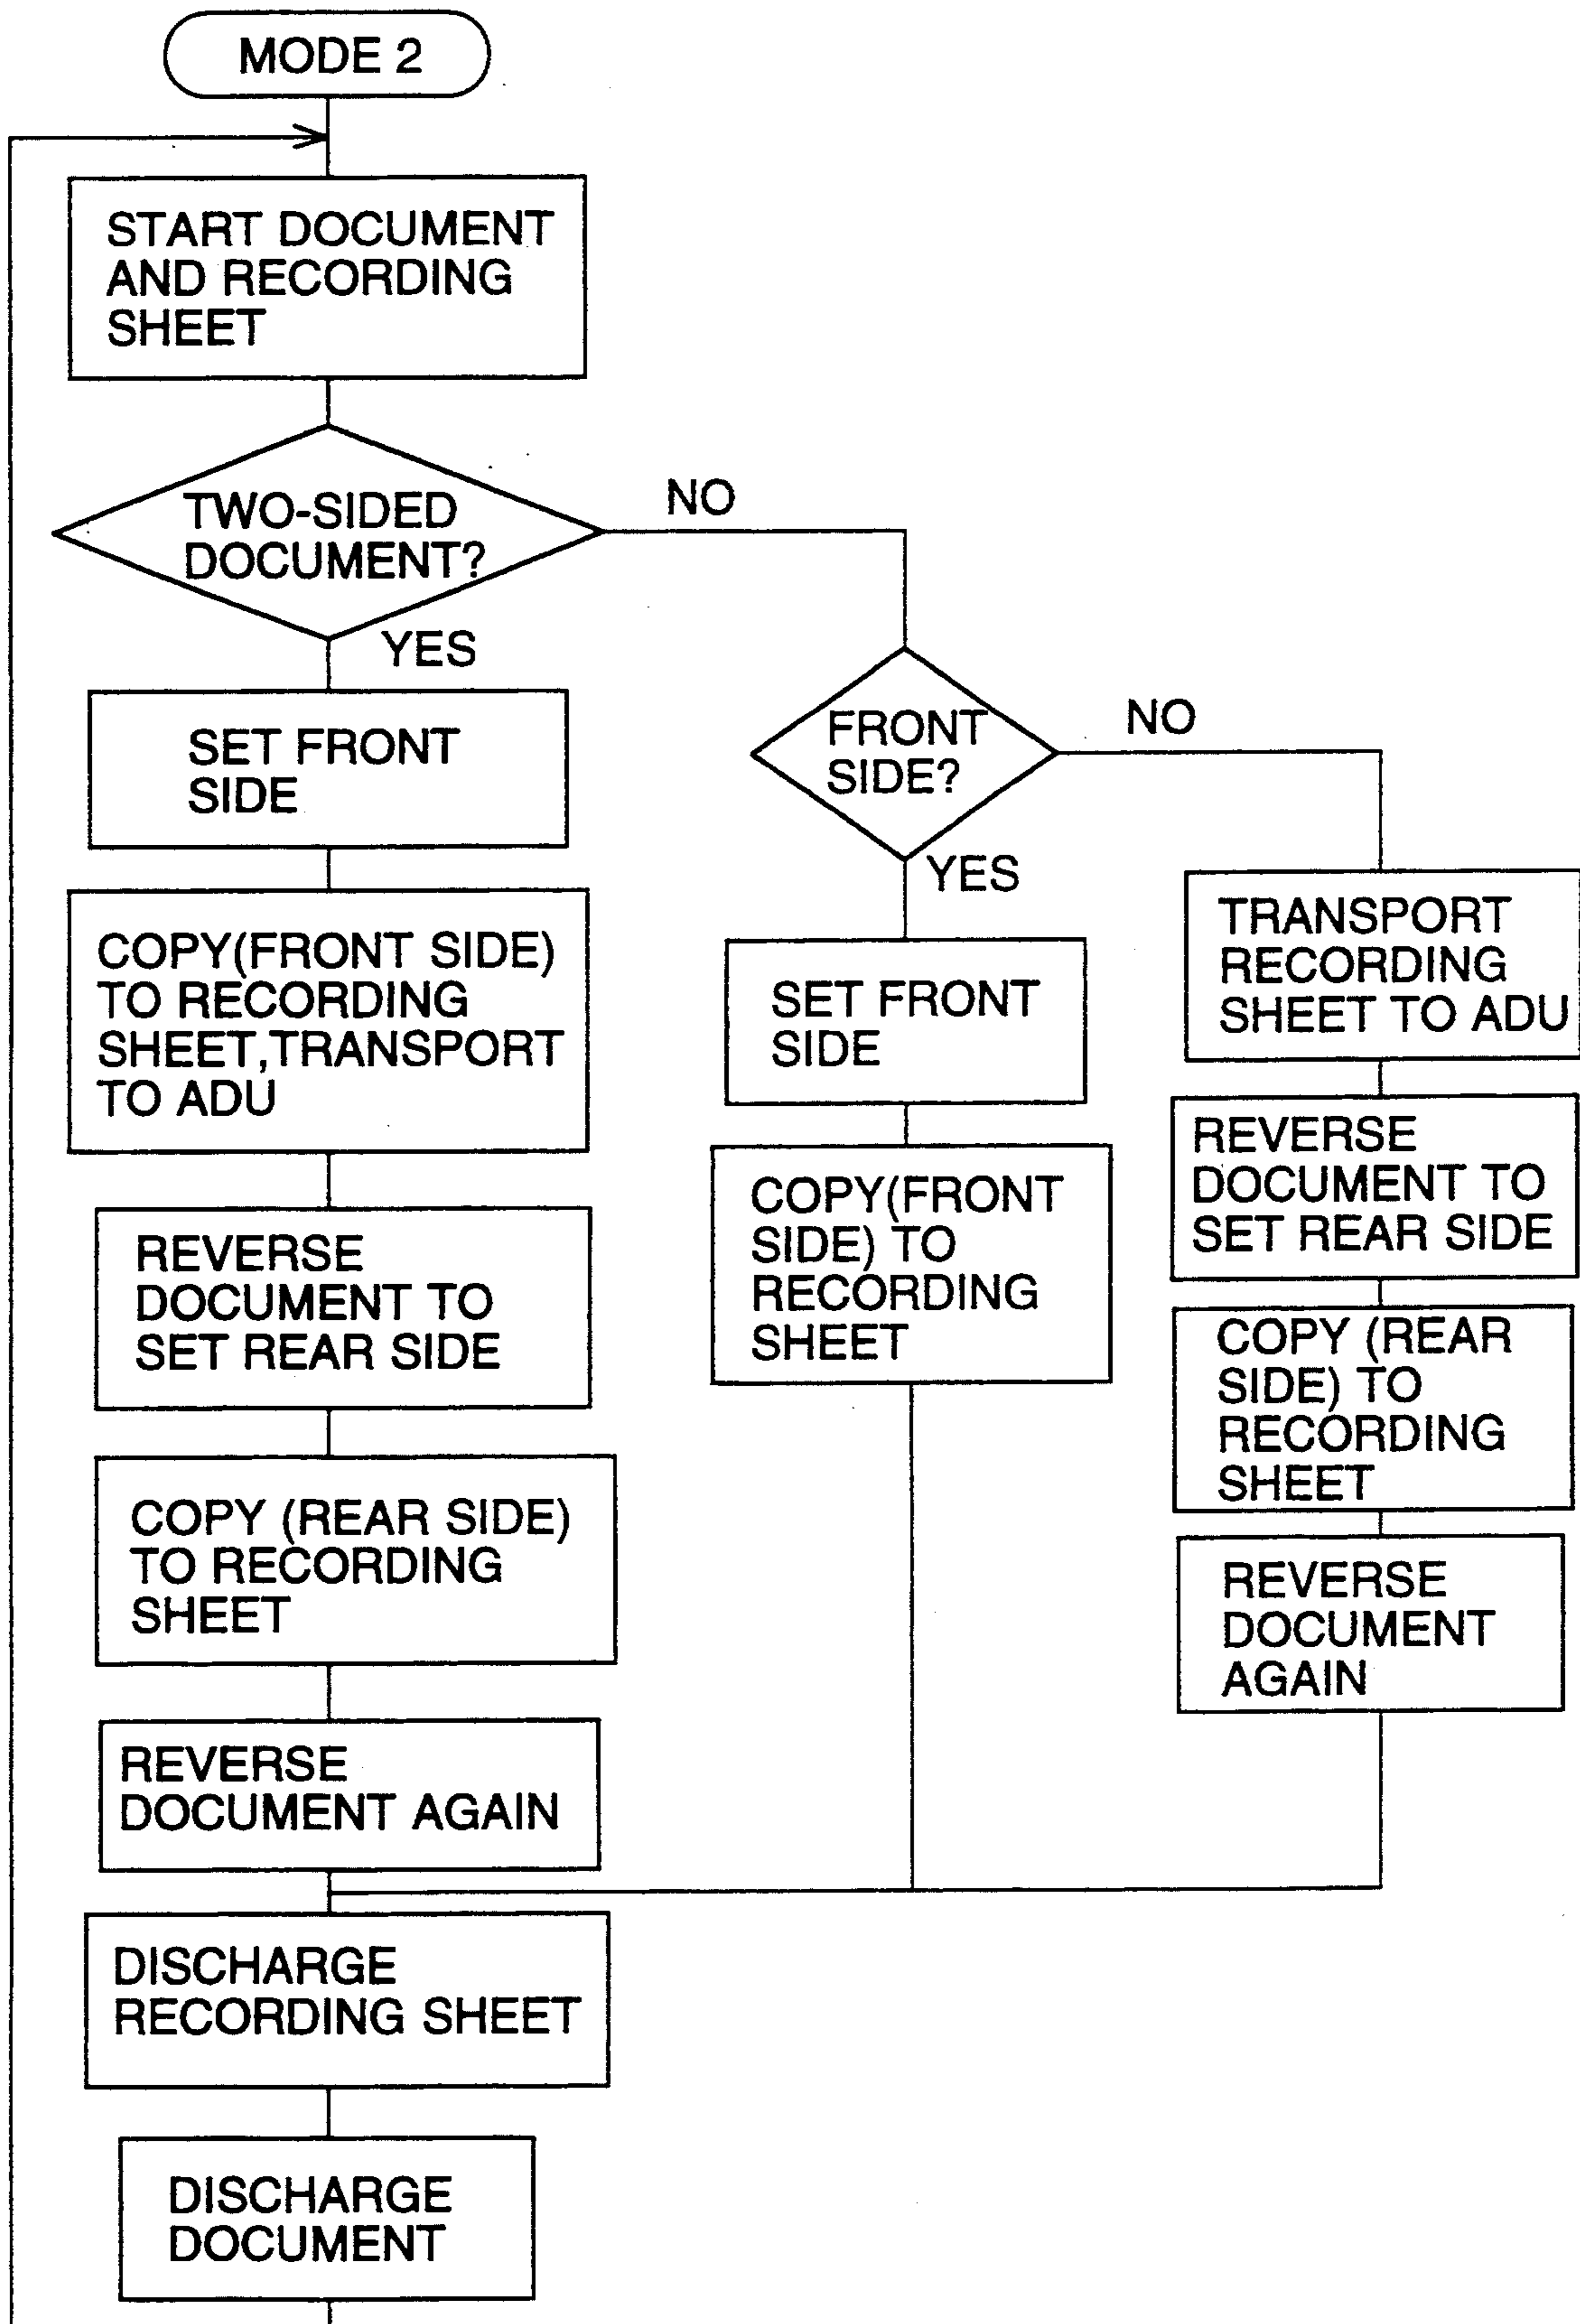 MODE 2
START DOCUMENT
AND RECORDING
SHEET
TWO-SIDED
DOCUMENT?
NO
YES
SET FRONT
SIDE
COPY(FRONT SIDE)
TO RECORDING
SHEET,TRANSPORT
TO ADU
REVERSE
DOCUMENT TO
SET REAR SIDE
COPY (REAR SIDE)
TO RECORDING
SHEET
REVERSE
DOCUMENT AGAIN
FRONT
SIDE?
NO
YES
SET FRONT
SIDE
COPY(FRONT
SIDE) TO
RECORDING
SHEET
TRANSPORT
RECORDING
SHEET TO ADU
REVERSE
DOCUMENT TO
SET REAR SIDE
COPY (REAR
SIDE) TO
RECORDING
SHEET
REVERSE
DOCUMENT
AGAIN
DISCHARGE
RECORDING SHEET
DISCHARGE
DOCUMENT